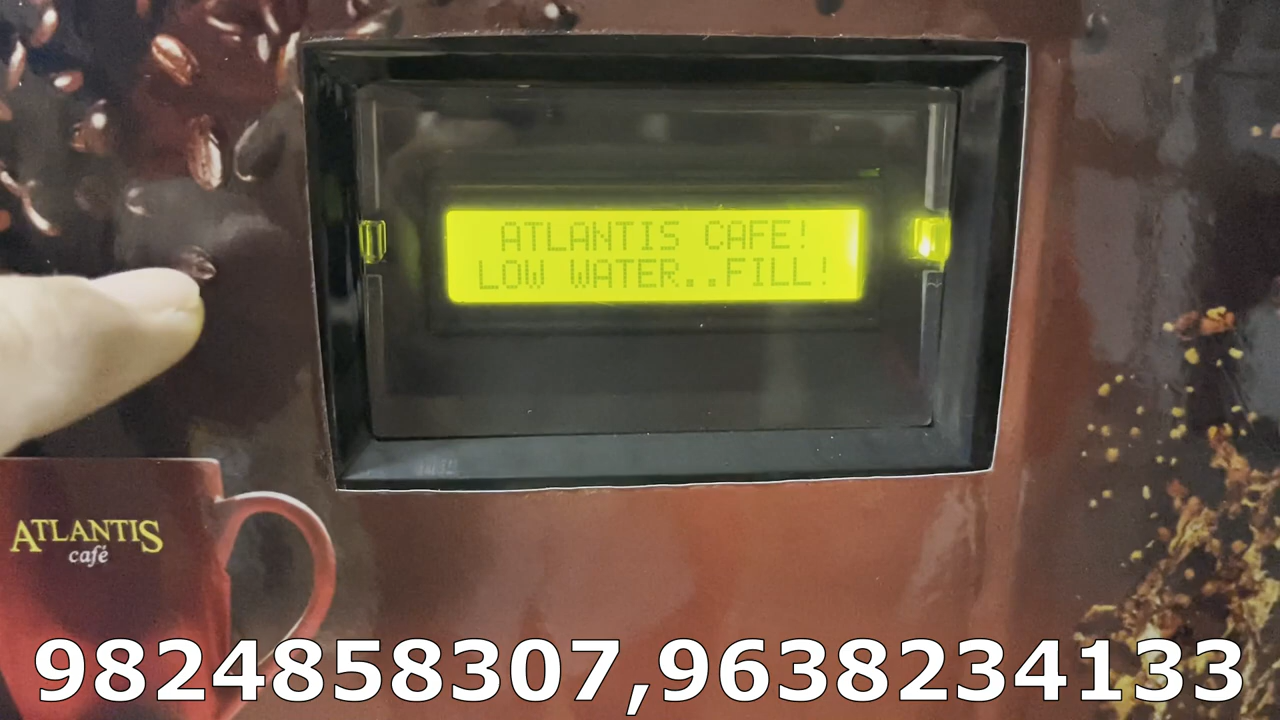 ATLANTIS CAFE!
LOW WATER..FILL!
ATLANTIS
café
9824858307,9638234133